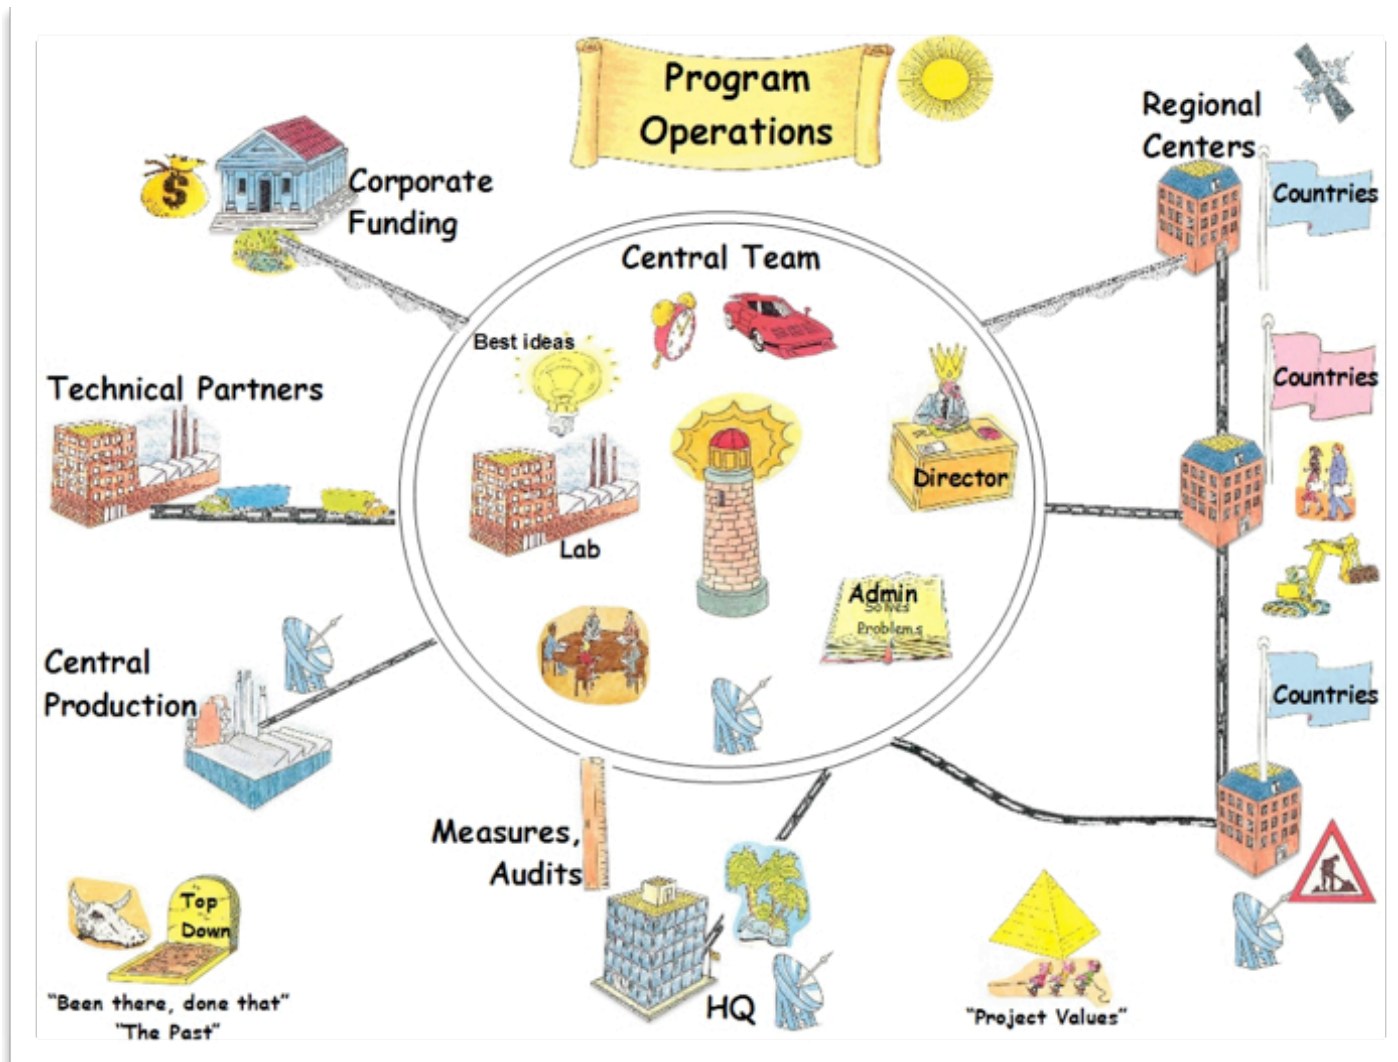 Program
Operations
Regional
Centers
Countries
$
Corporate
Funding
Central Team
Best ideas
Technical Partners
Countries
Director
Lab
Admin
Solves
Problems
Central
Production
Countries
Measures,
Audits
Top
Down
"Been there, done that"
"The Past"
HQ
"Project Values"